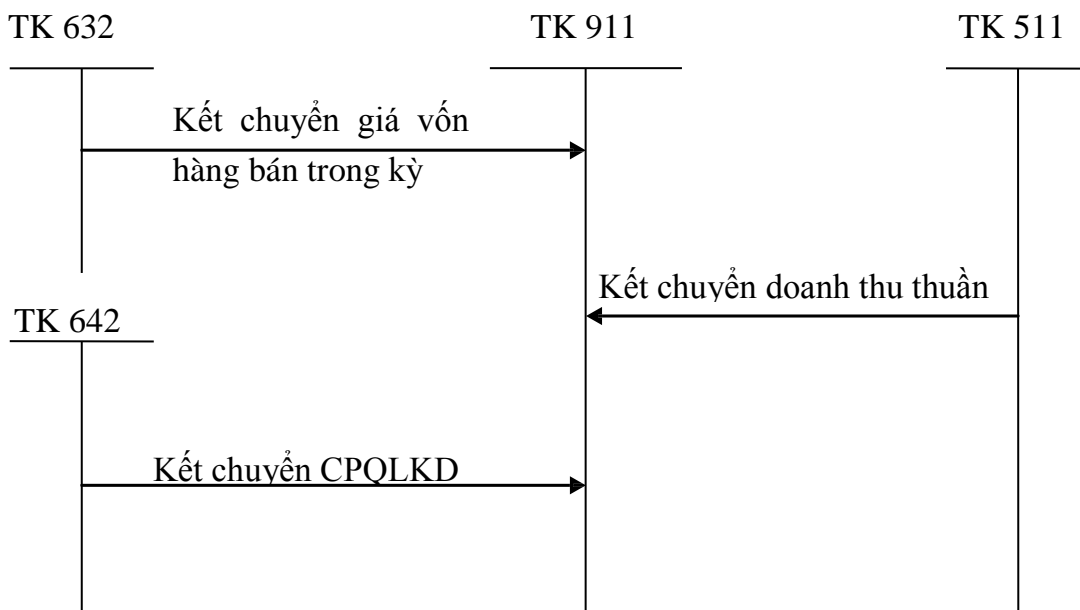 TK 632
TK 911
TK 511
Kết chuyển giá vốn
hàng bán trong kỳ
Kết chuyển doanh thu thuần
TK 642
Kết chuyển CPQLKD